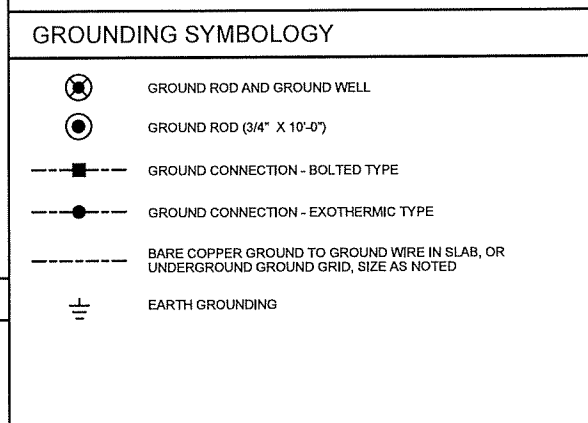 GROUNDING SYMBOLOGY
GROUND ROD AND GROUND WELL
GROUND ROD (3/4" X 10'-0")
GROUND CONNECTION - BOLTED TYPE
GROUND CONNECTION - EXOTHERMIC TYPE
BARE COPPER GROUND TO GROUND WIRE IN SLAB, OR
UNDERGROUND GROUND GRID, SIZE AS NOTED
EARTH GROUNDING